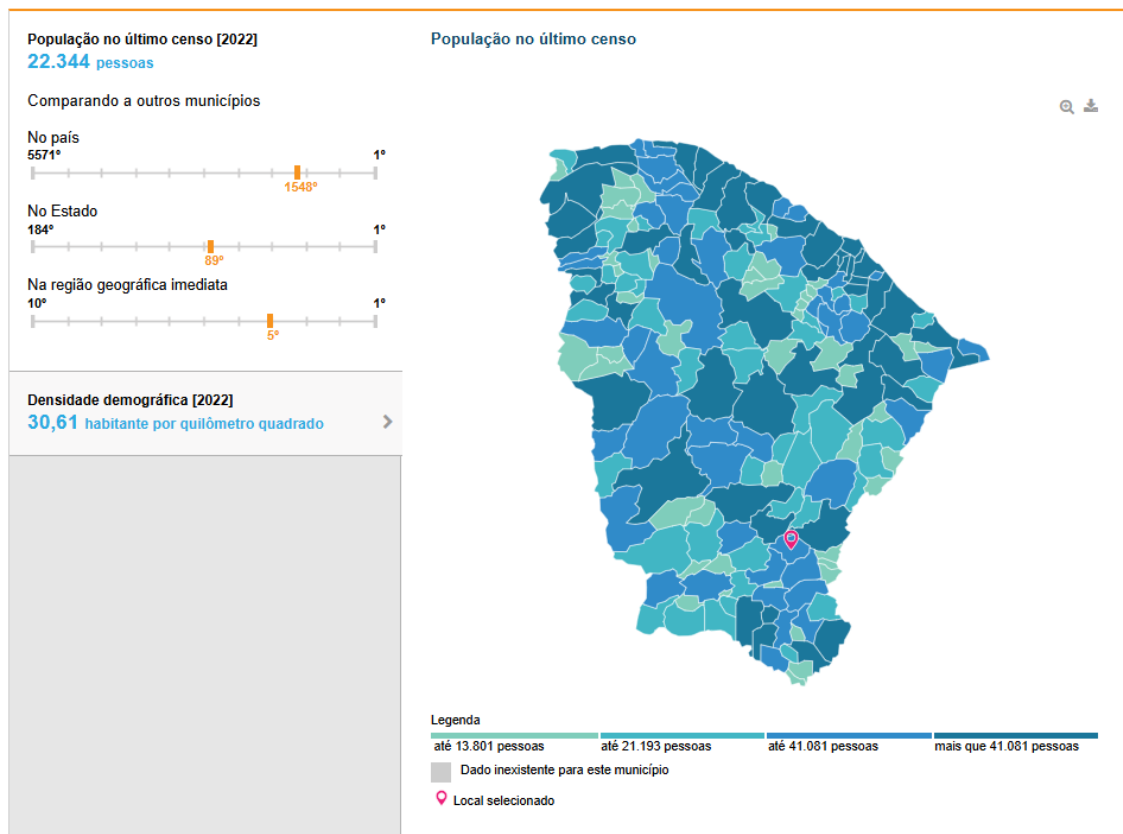 População no último censo [2022]
22.344 pessoas
Comparando a outros municípios
No país
5571º 1º
1548º
No Estado
184º 1º
89º
Na região geográfica imediata
10º 1º
5º
Densidade demográfica [2022]
30,61 habitante por quilômetro quadrado
População no último censo
Legenda
até 13.801 pessoas até 21.193 pessoas até 41.081 pessoas mais que 41.081 pessoas
Dado inexistente para este município
Local selecionado